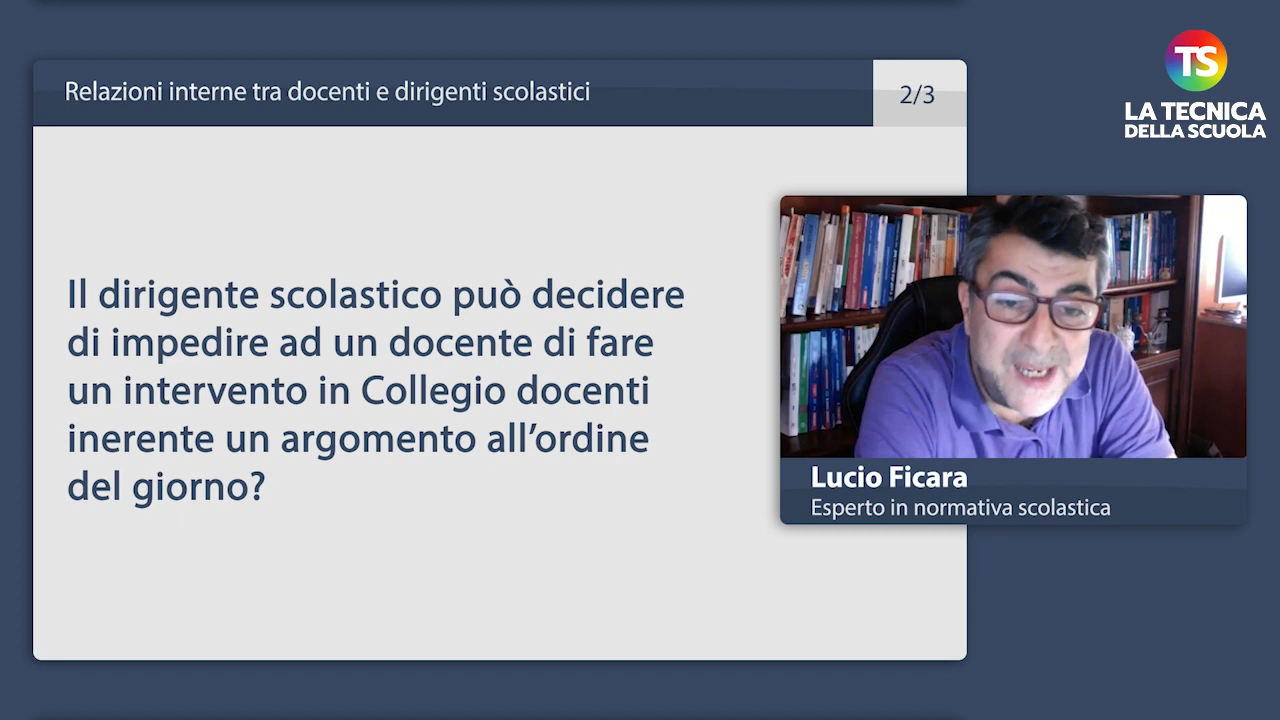 Relazioni interne tra docenti e dirigenti scolastici
2/3
TS
LA TECNICA
DELLA SCUOLA
Il dirigente scolastico può decidere
di impedire ad un docente di fare
un intervento in Collegio docenti
inerente un argomento all’ordine
del giorno?
Lucio Ficara
Esperto in normativa scolastica